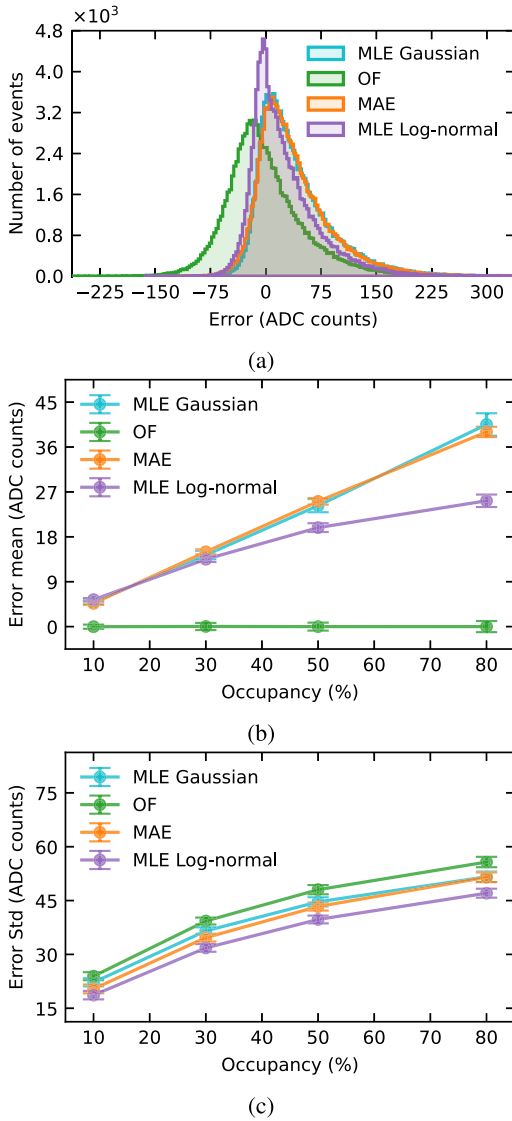 ×10³
4.8
4.0
3.2
2.4
1.6
0.8
0.0
Number of events
MLE Gaussian
OF
MAE
MLE Log-normal
−225 −150 −75 0 75 150 225 300
Error (ADC counts)
(a)
45
36
27
18
9
0
Error mean (ADC counts)
MLE Gaussian
OF
MAE
MLE Log-normal
10 20 30 40 50 60 70 80
Occupancy (%)
(b)
75
60
45
30
15
Error Std (ADC counts)
MLE Gaussian
OF
MAE
MLE Log-normal
10 20 30 40 50 60 70 80
Occupancy (%)
(c)